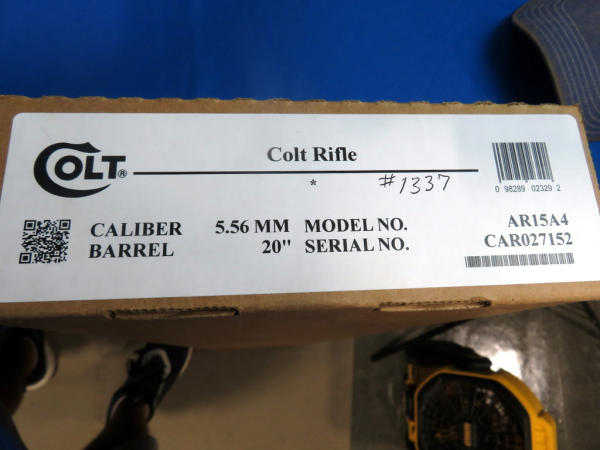 COLT®
Colt Rifle
* #1337
0 98289 02329 2
CALIBER 5.56 MM MODEL NO. AR15A4
BARREL 20" SERIAL NO. CAR027152